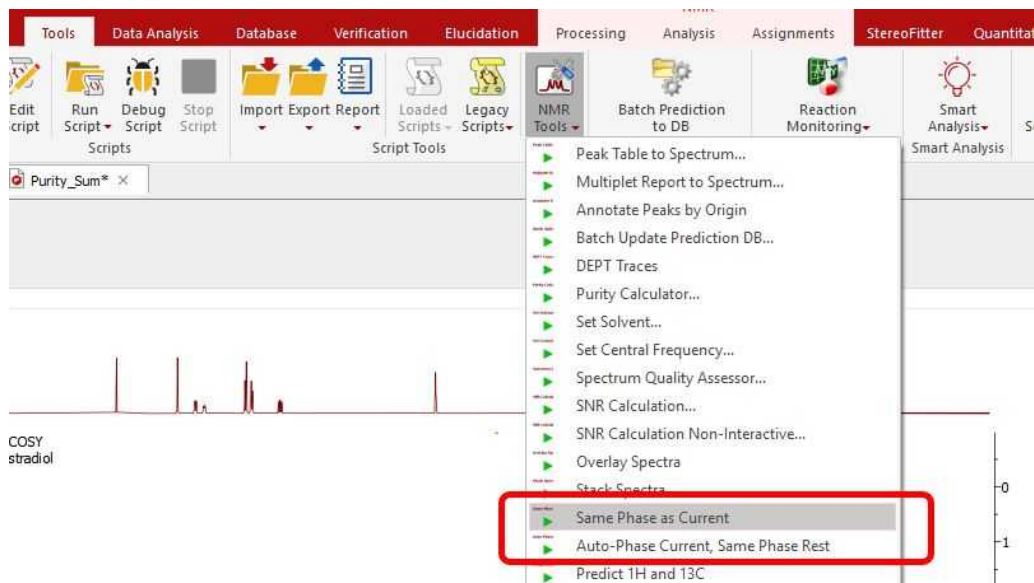 NMR
Tools Data Analysis Database Verification Elucidation Processing Analysis Assignments StereoFitter Quantitat
Edit Run Debug Stop Import Export Report Loaded Legacy NMR Batch Prediction Reaction Smart
cript Script Script Script Scripts Scripts Tools to DB Monitoring Analysis S
Scripts Script Tools Smart Analysis
Purity_Sum*
Peak Table to Spectrum...
Multiplet Report to Spectrum...
Annotate Peaks by Origin
Batch Update Prediction DB...
DEPT Traces
Purity Calculator...
Set Solvent...
Set Central Frequency...
Spectrum Quality Assessor...
SNR Calculation...
SNR Calculation Non-Interactive...
Overlay Spectra
Stack Spectra
Same Phase as Current
Auto-Phase Current, Same Phase Rest
Predict 1H and 13C
COSY
stradiol
0
1